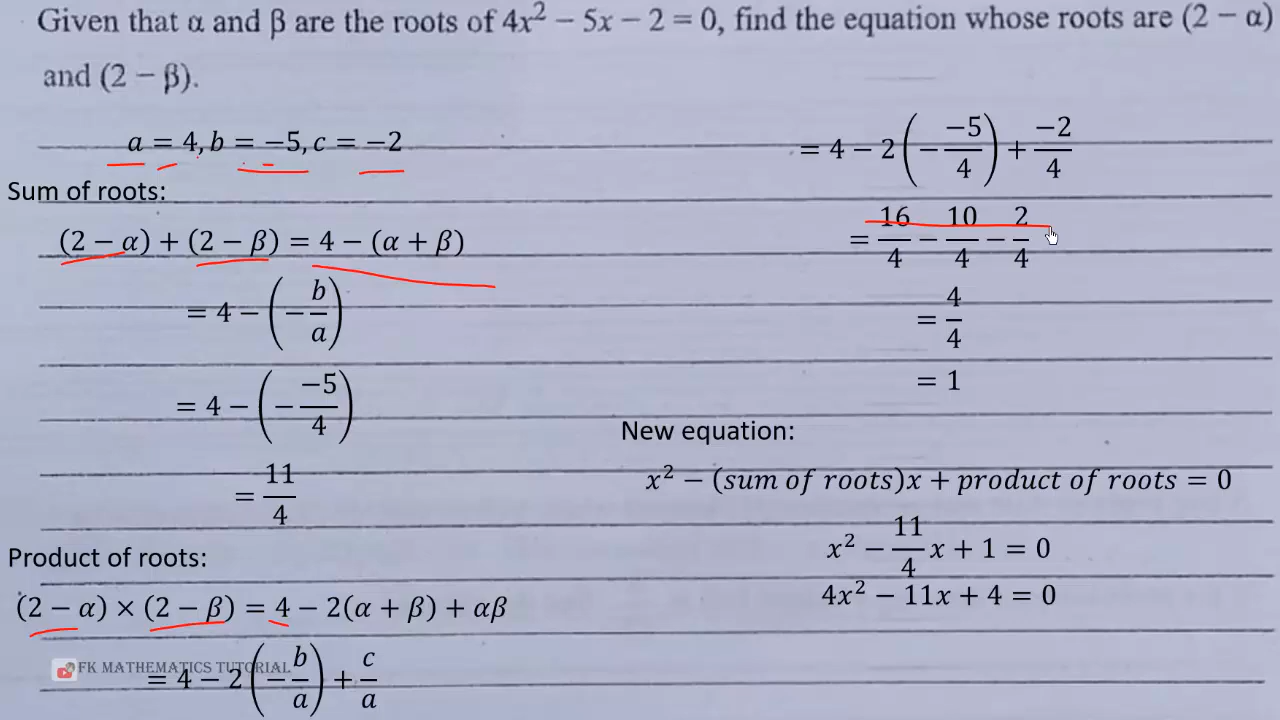 Given that α and β are the roots of 4x² − 5x − 2 = 0, find the equation whose roots are (2 − α)
and (2 − β).
a = 4, b = −5, c = −2
Sum of roots:
(2 − α) + (2 − β) = 4 − (α + β)
= 4 − (− b/a)
= 4 − (− −5/4)
= 11/4
Product of roots:
(2 − α) × (2 − β) = 4 − 2(α + β) + αβ
FK MATHEMATICS TUTORIAL
= 4 − 2(− b/a) + c/a
= 4 − 2(− −5/4) + −2/4
= 16/4 − 10/4 − 2/4
= 4/4
= 1
New equation:
x² − (sum of roots)x + product of roots = 0
x² − 11/4 x + 1 = 0
4x² − 11x + 4 = 0